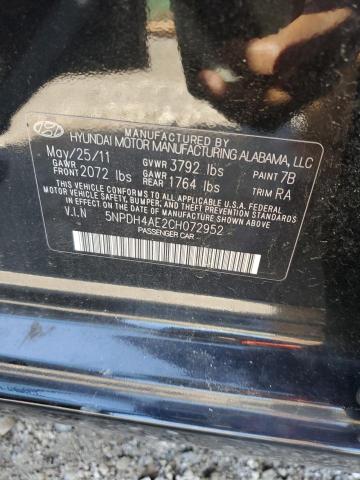 MANUFACTURED BY
HYUNDAI MOTOR MANUFACTURING ALABAMA, LLC
May/25/11 GVWR 3792 lbs PAINT 7B
GAWR FRONT 2072 lbs GAWR REAR 1764 lbs TRIM RA
THIS VEHICLE CONFORMS TO ALL APPLICABLE U.S.A. FEDERAL
MOTOR VEHICLE SAFETY, BUMPER, AND THEFT PREVENTION
STANDARDS IN EFFECT ON THE DATE OF MANUFACTURE SHOWN ABOVE.
V.I.N 5NPDH4AE2CH072952
PASSENGER CAR